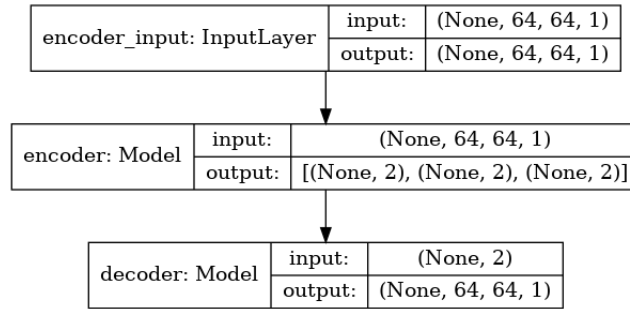 encoder_input: InputLayer
input: (None, 64, 64, 1)
output: (None, 64, 64, 1)
encoder: Model
input: (None, 64, 64, 1)
output: [(None, 2), (None, 2), (None, 2)]
decoder: Model
input: (None, 2)
output: (None, 64, 64, 1)